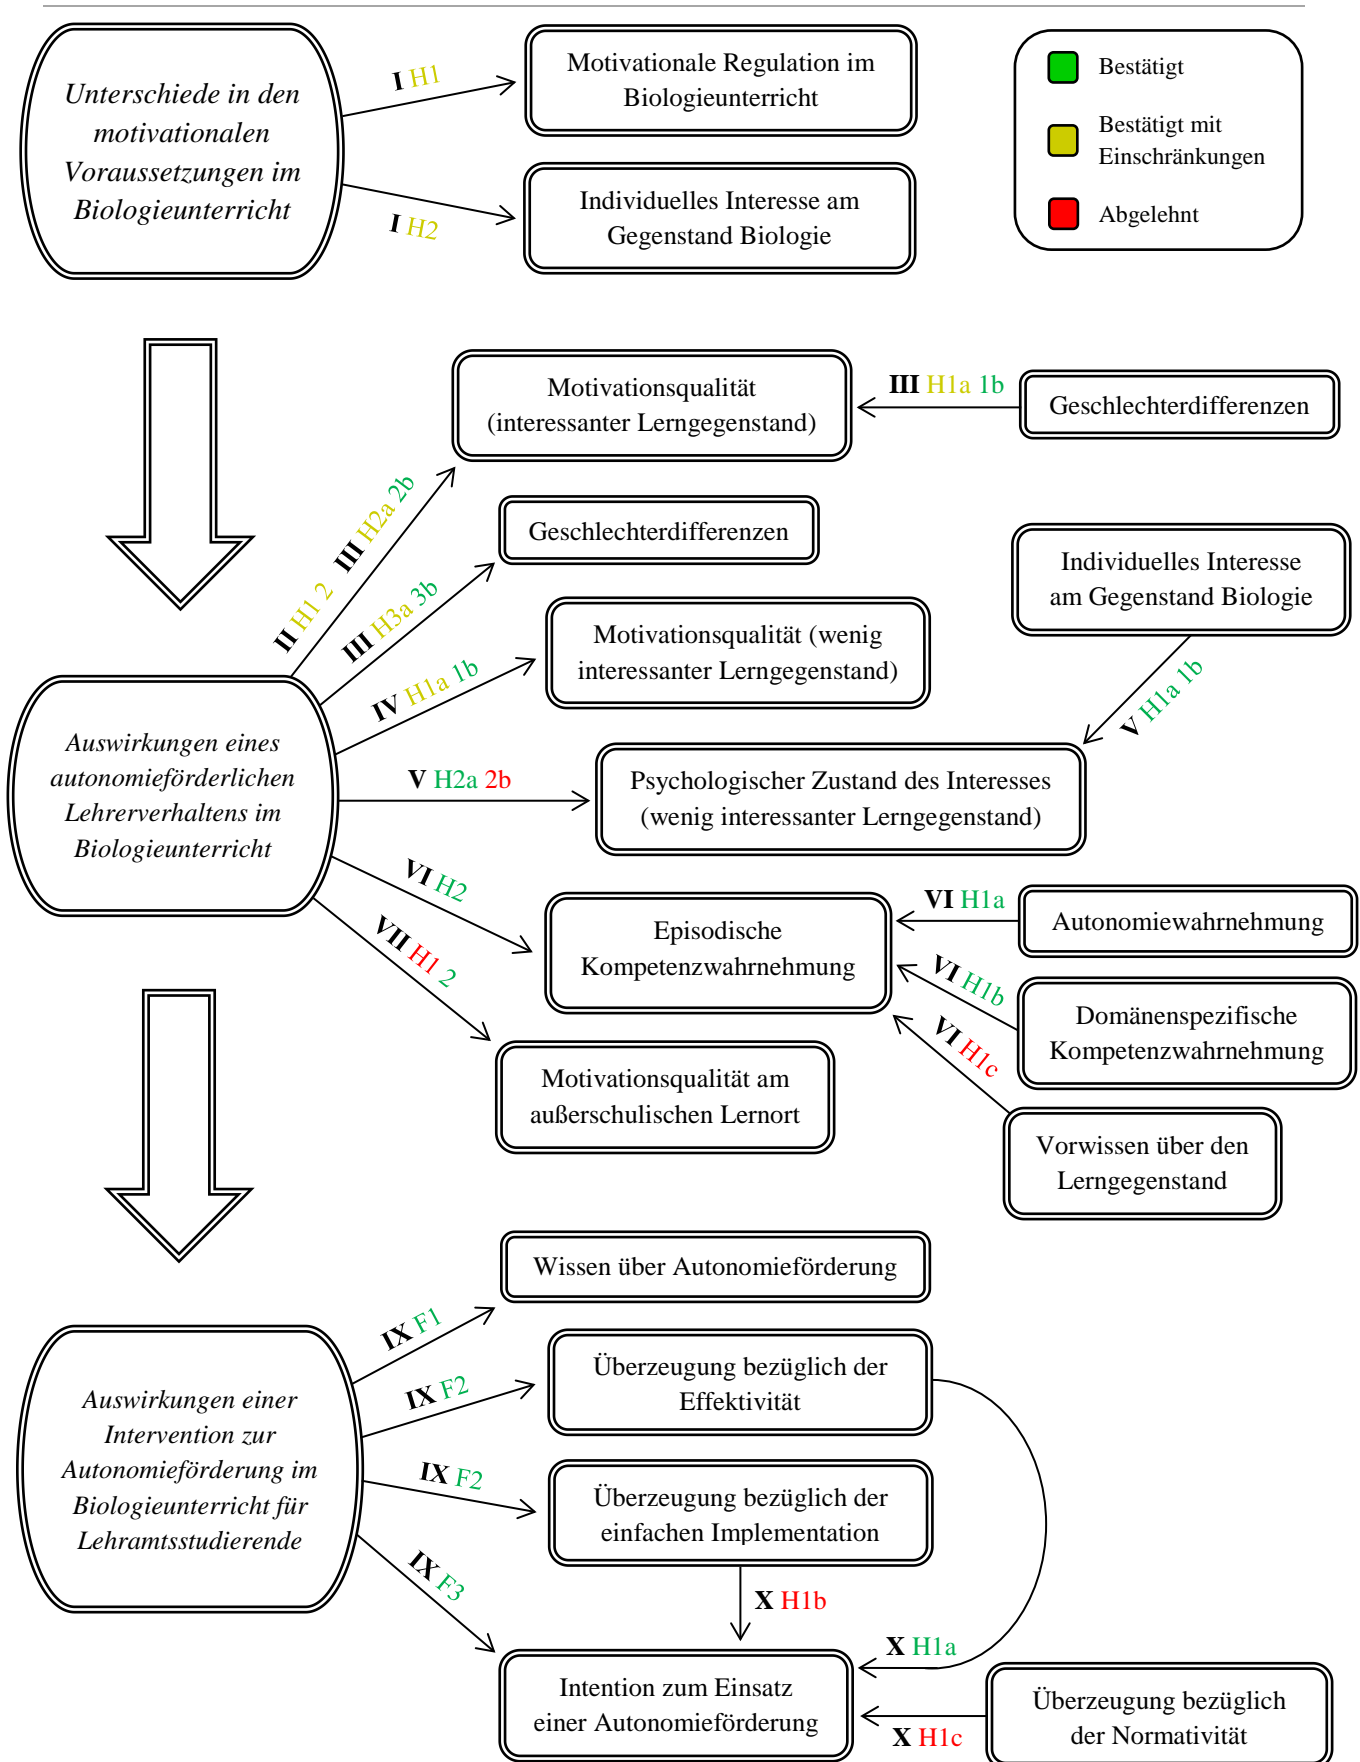 Unterschiede in den
motivationalen
Voraussetzungen im
Biologieunterricht
I H1
Motivationale Regulation im
Biologieunterricht
I H2
Individuelles Interesse am
Gegenstand Biologie
Bestätigt
Bestätigt mit
Einschränkungen
Abgelehnt
Motivationsqualität
(interessanter Lerngegenstand)
III H1a 1b
Geschlechterdifferenzen
II H1 2 III H2a 2b
Geschlechterdifferenzen
III H3a 3b
Individuelles Interesse
am Gegenstand Biologie
V H1a 1b
Motivationsqualität (wenig
interessanter Lerngegenstand)
IV H1a 1b
Auswirkungen eines
autonomieförderlichen
Lehrerverhaltens im
Biologieunterricht
V H2a 2b
Psychologischer Zustand des Interesses
(wenig interessanter Lerngegenstand)
VI H2
Episodische
Kompetenzwahrnehmung
VI H1a
Autonomiewahrnehmung
VI H1b
Domänenspezifische
Kompetenzwahrnehmung
VI H1c
Vorwissen über den
Lerngegenstand
VII H1 2
Motivationsqualität am
außerschulischen Lernort
Wissen über Autonomieförderung
IX F1
Auswirkungen einer
Intervention zur
Autonomieförderung im
Biologieunterricht für
Lehramtsstudierende
IX F2
Überzeugung bezüglich der
Effektivität
IX F2
Überzeugung bezüglich der
einfachen Implementation
IX F3
X H1b
X H1a
Intention zum Einsatz
einer Autonomieförderung
X H1c
Überzeugung bezüglich
der Normativität